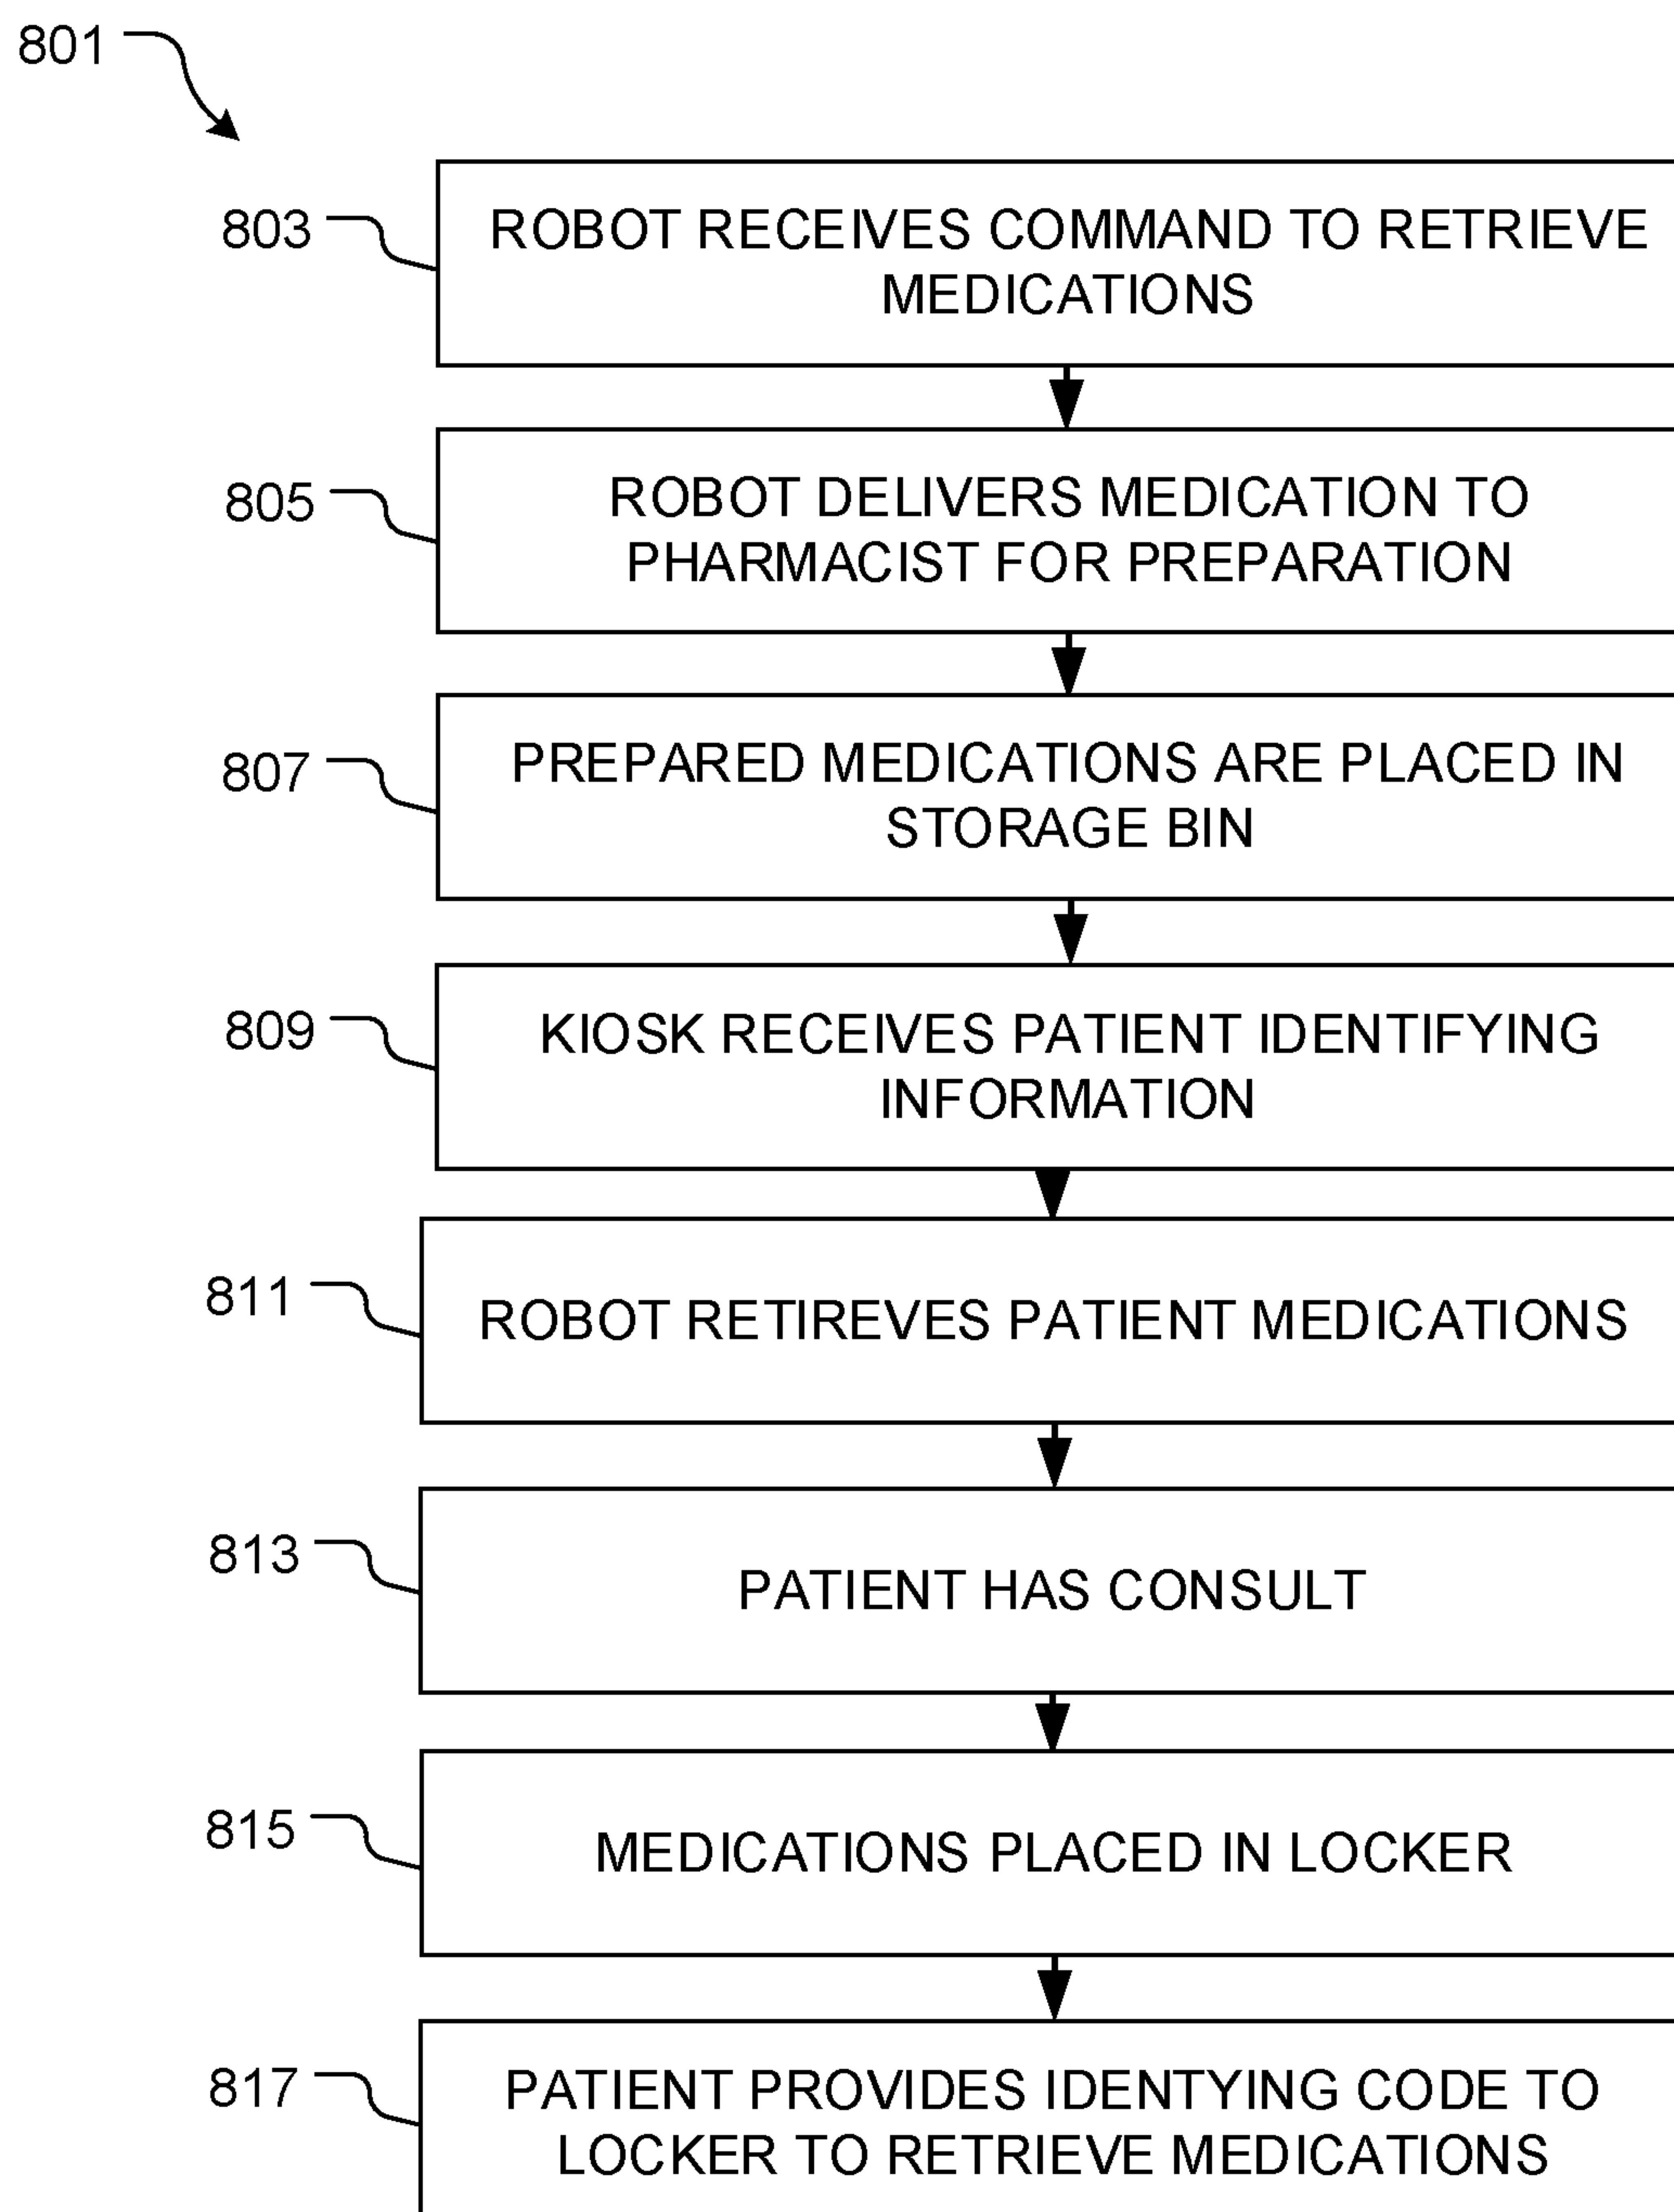 801
803
ROBOT RECEIVES COMMAND TO RETRIEVE
MEDICATIONS
805
ROBOT DELIVERS MEDICATION TO
PHARMACIST FOR PREPARATION
807
PREPARED MEDICATIONS ARE PLACED IN
STORAGE BIN
809
KIOSK RECEIVES PATIENT IDENTIFYING
INFORMATION
811
ROBOT RETIREVES PATIENT MEDICATIONS
813
PATIENT HAS CONSULT
815
MEDICATIONS PLACED IN LOCKER
817
PATIENT PROVIDES IDENTYING CODE TO
LOCKER TO RETRIEVE MEDICATIONS